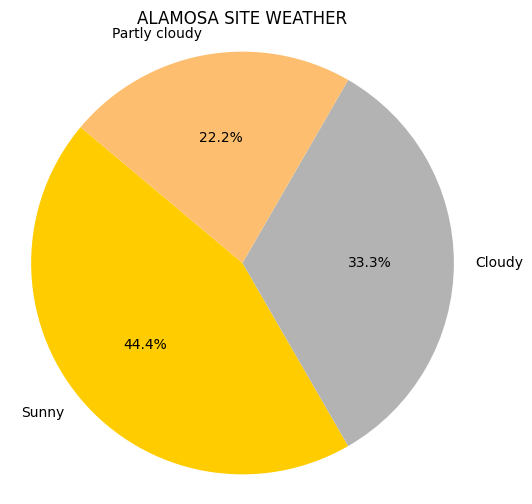 ALAMOSA SITE WEATHER
Partly cloudy
22.2%
33.3%
Cloudy
44.4%
Sunny